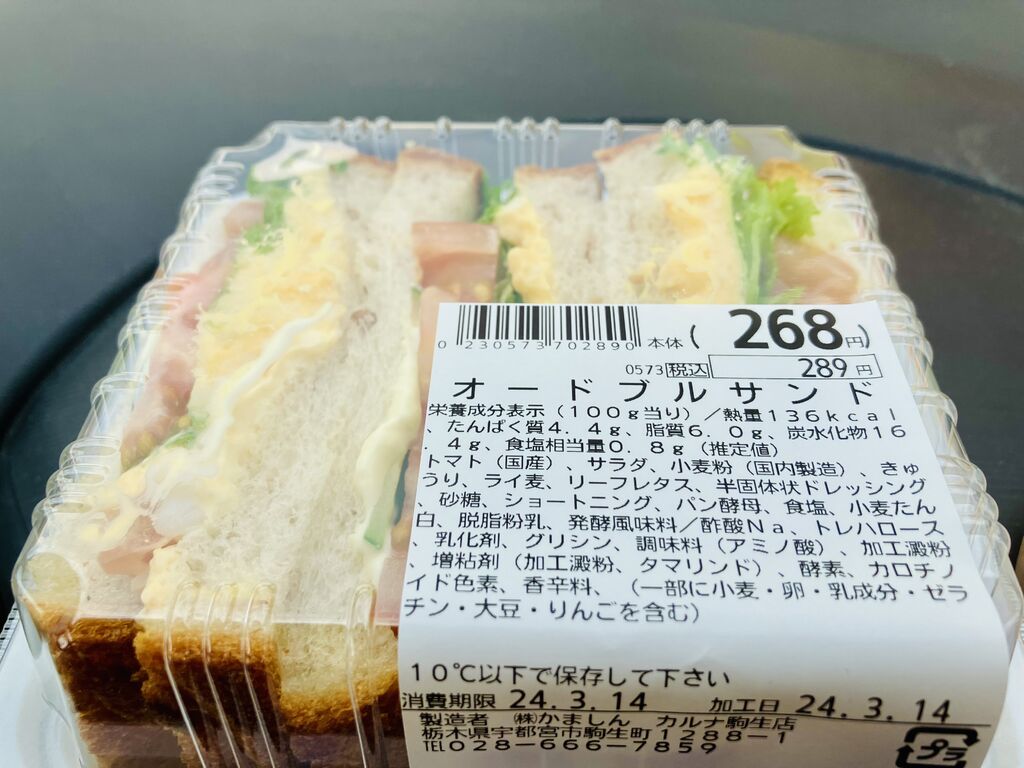 本体(268円)
0230573702890
0573 税込 289円
オードブルサンド
栄養成分表示（100g当り）／熱量136kcal
、たんぱく質4.4g、脂質6.0g、炭水化物16
.4g、食塩相当量0.8g（推定値）
トマト（国産）、サラダ、小麦粉（国内製造）、きゅ
うり、ライ麦、リーフレタス、半固体状ドレッシング
、砂糖、ショートニング、パン酵母、食塩、小麦たん
白、脱脂粉乳、発酵風味料／酢酸Na、トレハロース
、乳化剤、グリシン、調味料（アミノ酸）、加工澱粉
、増粘剤（加工澱粉、タマリンド）、酵素、カロチノ
イド色素、香辛料、（一部に小麦・卵・乳成分・ゼラ
チン・大豆・りんごを含む）
10℃以下で保存して下さい
消費期限 24.3.14 加工日 24.3.14
製造者 ㈱かましん カルナ駒生店
栃木県宇都宮市駒生町1288－1
TEL028-666-7859
プラ